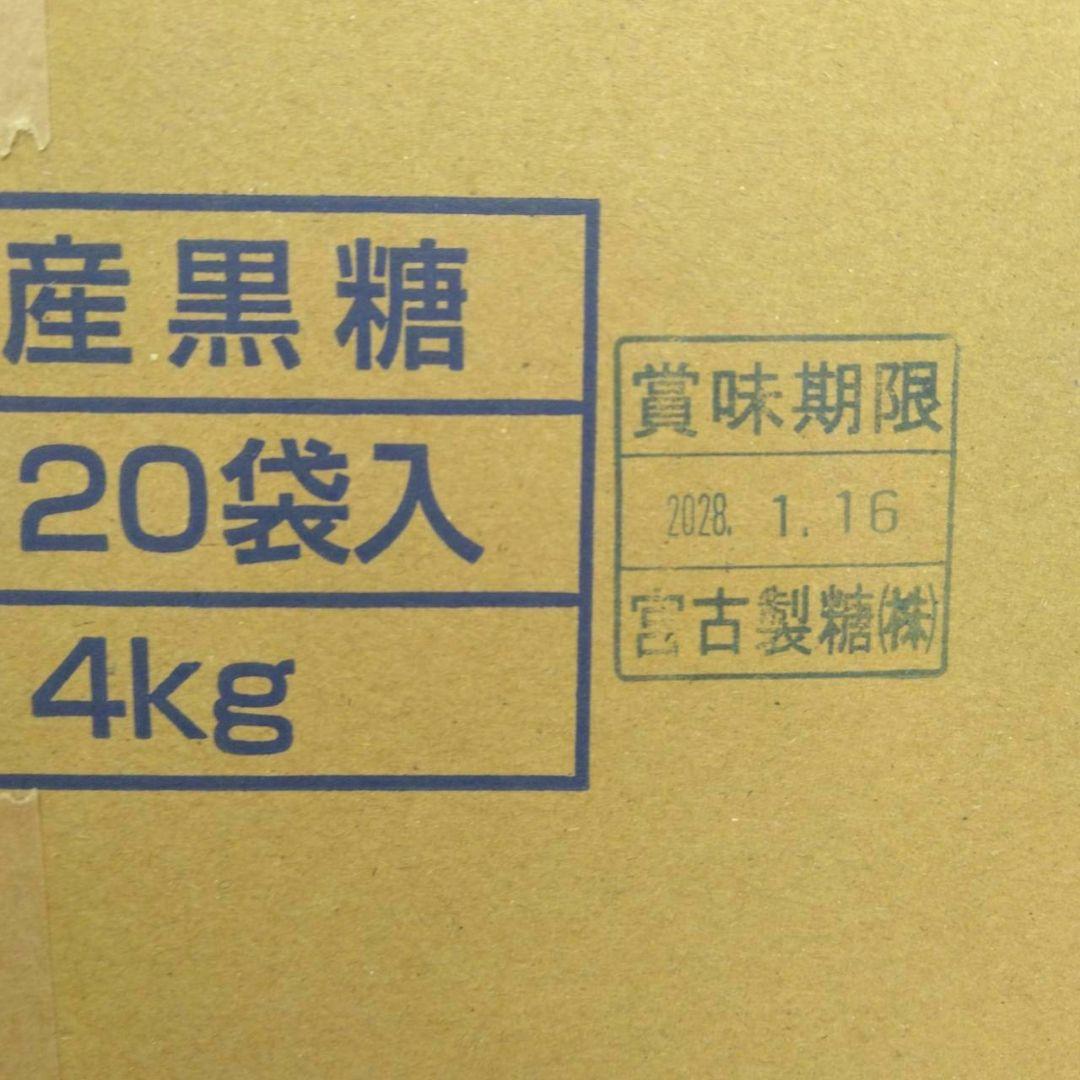 産黒糖
20袋入
4kg
賞味期限
2028. 1. 16
宮古製糖㈱